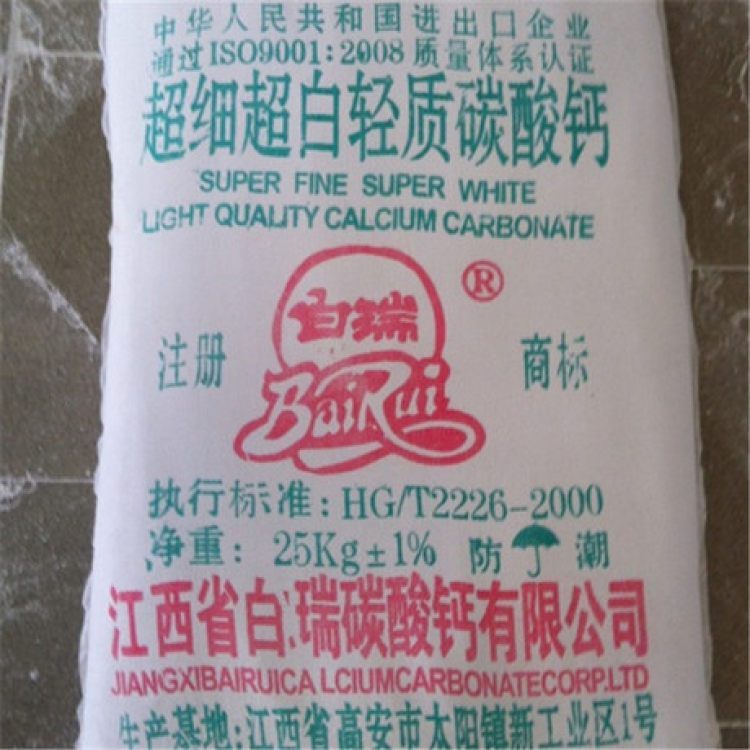 中华人民共和国进出口企业
通过ISO9001:2008质量体系认证
超细超白轻质碳酸钙
SUPER FINE SUPER WHITE
LIGHT QUALITY CALCIUM CARBONATE
白瑞 ®
注册 商标
BaiRui
执行标准:HG/T2226-2000
净重: 25Kg±1% 防 潮
江西省白瑞碳酸钙有限公司
JIANGXIBAIRUICA LCIUMCARBONATECORP.LTD
生产基地:江西省高安市太阳镇新工业区1号